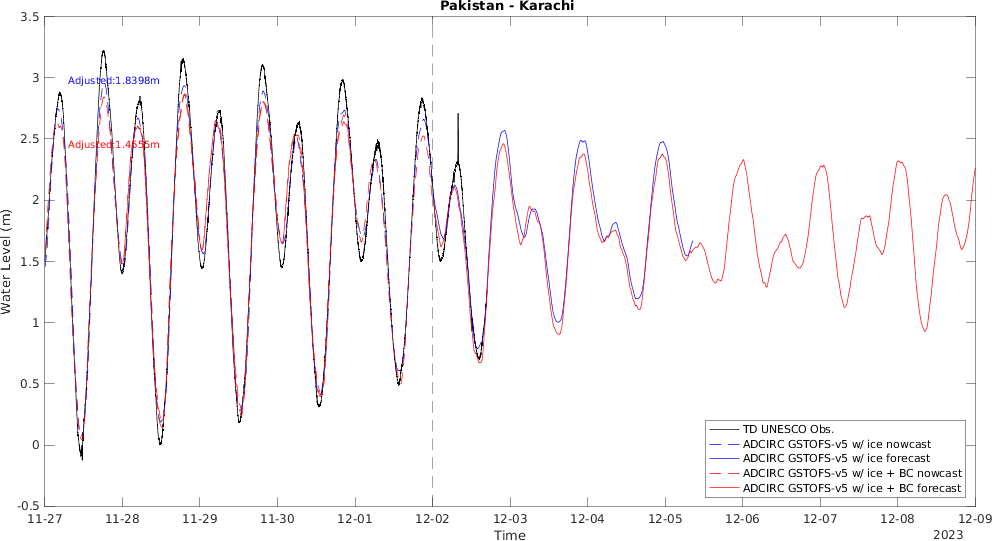 Pakistan - Karachi
3.5
3
2.5
2
1.5
1
0.5
0
-0.5
Water Level (m)
Adjusted:1.8398m
Adjusted:1.4655m
TD UNESCO Obs.
ADCIRC GSTOFS-v5 w/ ice nowcast
ADCIRC GSTOFS-v5 w/ ice forecast
ADCIRC GSTOFS-v5 w/ ice + BC nowcast
ADCIRC GSTOFS-v5 w/ ice + BC forecast
11-27 11-28 11-29 11-30 12-01 12-02 12-03 12-04 12-05 12-06 12-07 12-08 12-09
Time
2023